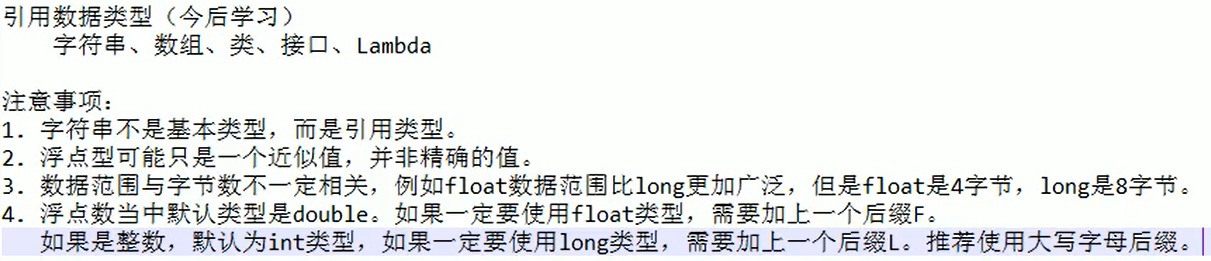 引用数据类型（今后学习）
字符串、数组、类、接口、Lambda
注意事项：
1. 字符串不是基本类型，而是引用类型。
2. 浮点型可能只是一个近似值，并非精确的值。
3. 数据范围与字节数不一定相关，例如float数据范围比long更加广泛，但是float是4字节，long是8字节。
4. 浮点数当中默认类型是double。如果一定要使用float类型，需要加上一个后缀F。
如果是整数，默认为int类型，如果一定要使用long类型，需要加上一个后缀L。推荐使用大写字母后缀。